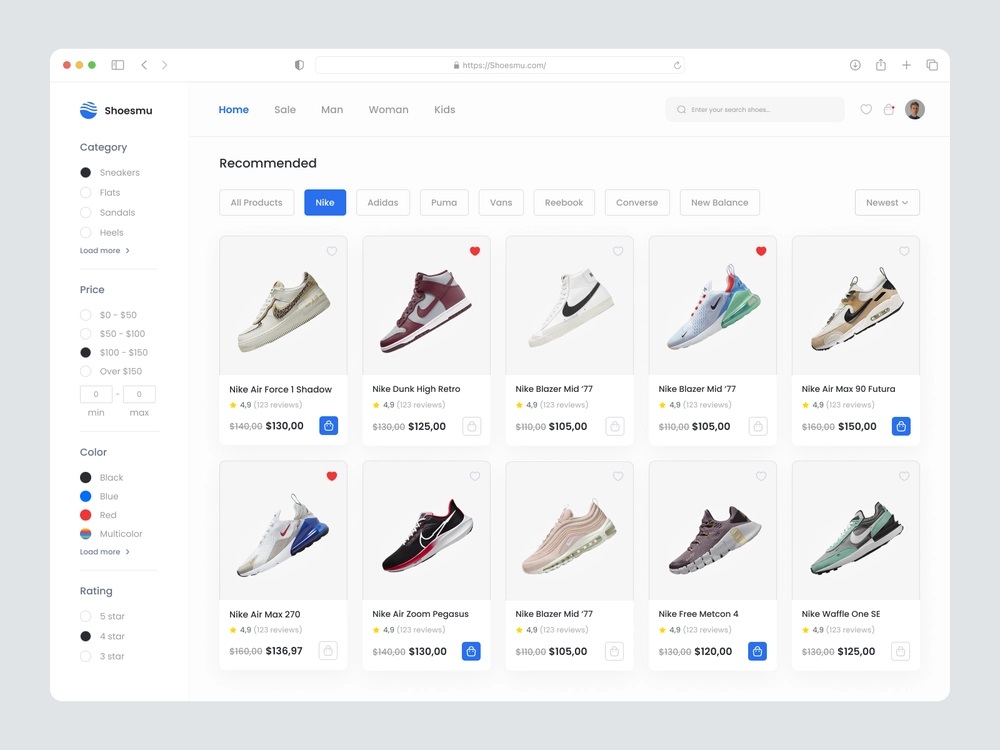 https://Shoesmu.com/
Shoesmu
Home Sale Man Woman Kids
Enter your search shoes...
Category
Sneakers
Flats
Sandals
Heels
Load more
Price
$0 - $50
$50 - $100
$100 - $150
Over $150
0 - 0
min max
Color
Black
Blue
Red
Multicolor
Load more
Rating
5 star
4 star
3 star
Recommended
All Products Nike Adidas Puma Vans Reebook Converse New Balance Newest
Nike Air Force 1 Shadow
4,9 (123 reviews)
$140,00 $130,00
Nike Dunk High Retro
4,9 (123 reviews)
$130,00 $125,00
Nike Blazer Mid '77
4,9 (123 reviews)
$110,00 $105,00
Nike Blazer Mid '77
4,9 (123 reviews)
$110,00 $105,00
Nike Air Max 90 Futura
4,9 (123 reviews)
$160,00 $150,00
Nike Air Max 270
4,9 (123 reviews)
$160,00 $136,97
Nike Air Zoom Pegasus
4,9 (123 reviews)
$140,00 $130,00
Nike Blazer Mid '77
4,9 (123 reviews)
$110,00 $105,00
Nike Free Metcon 4
4,9 (123 reviews)
$130,00 $120,00
Nike Waffle One SE
4,9 (123 reviews)
$130,00 $125,00